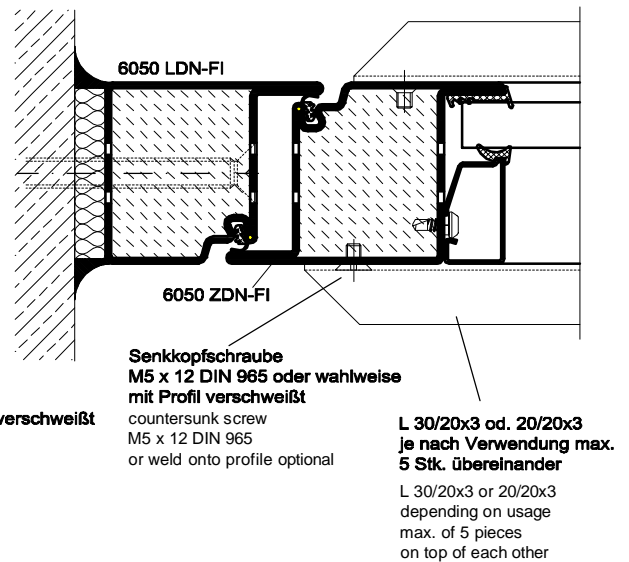 6050 LDN-FI
6050 ZDN-FI
Senkkopfschraube
M5 x 12 DIN 965 oder wahlweise
mit Profil verschweißt
countersunk screw
M5 x 12 DIN 965
or weld onto profile optional
verschweißt
L 30/20x3 od. 20/20x3
je nach Verwendung max.
5 Stk. übereinander
L 30/20x3 or 20/20x3
depending on usage
max. of 5 pieces
on top of each other